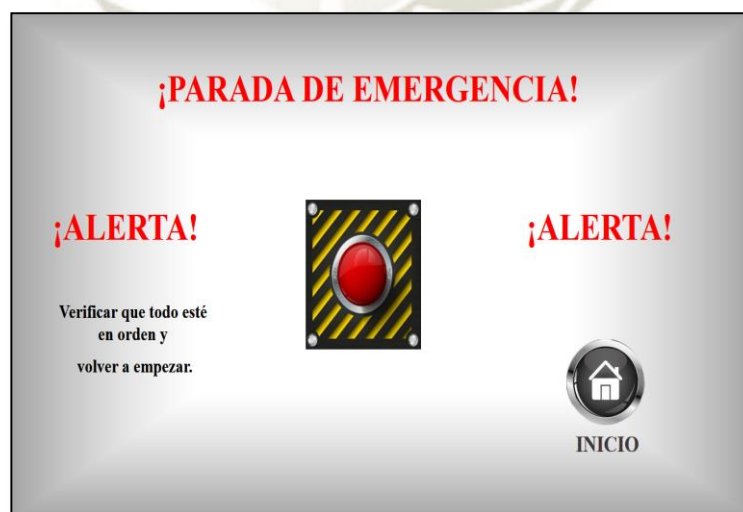 ¡PARADA DE EMERGENCIA!
¡ALERTA!
¡ALERTA!
Verificar que todo esté
en orden y
volver a empezar.
INICIO